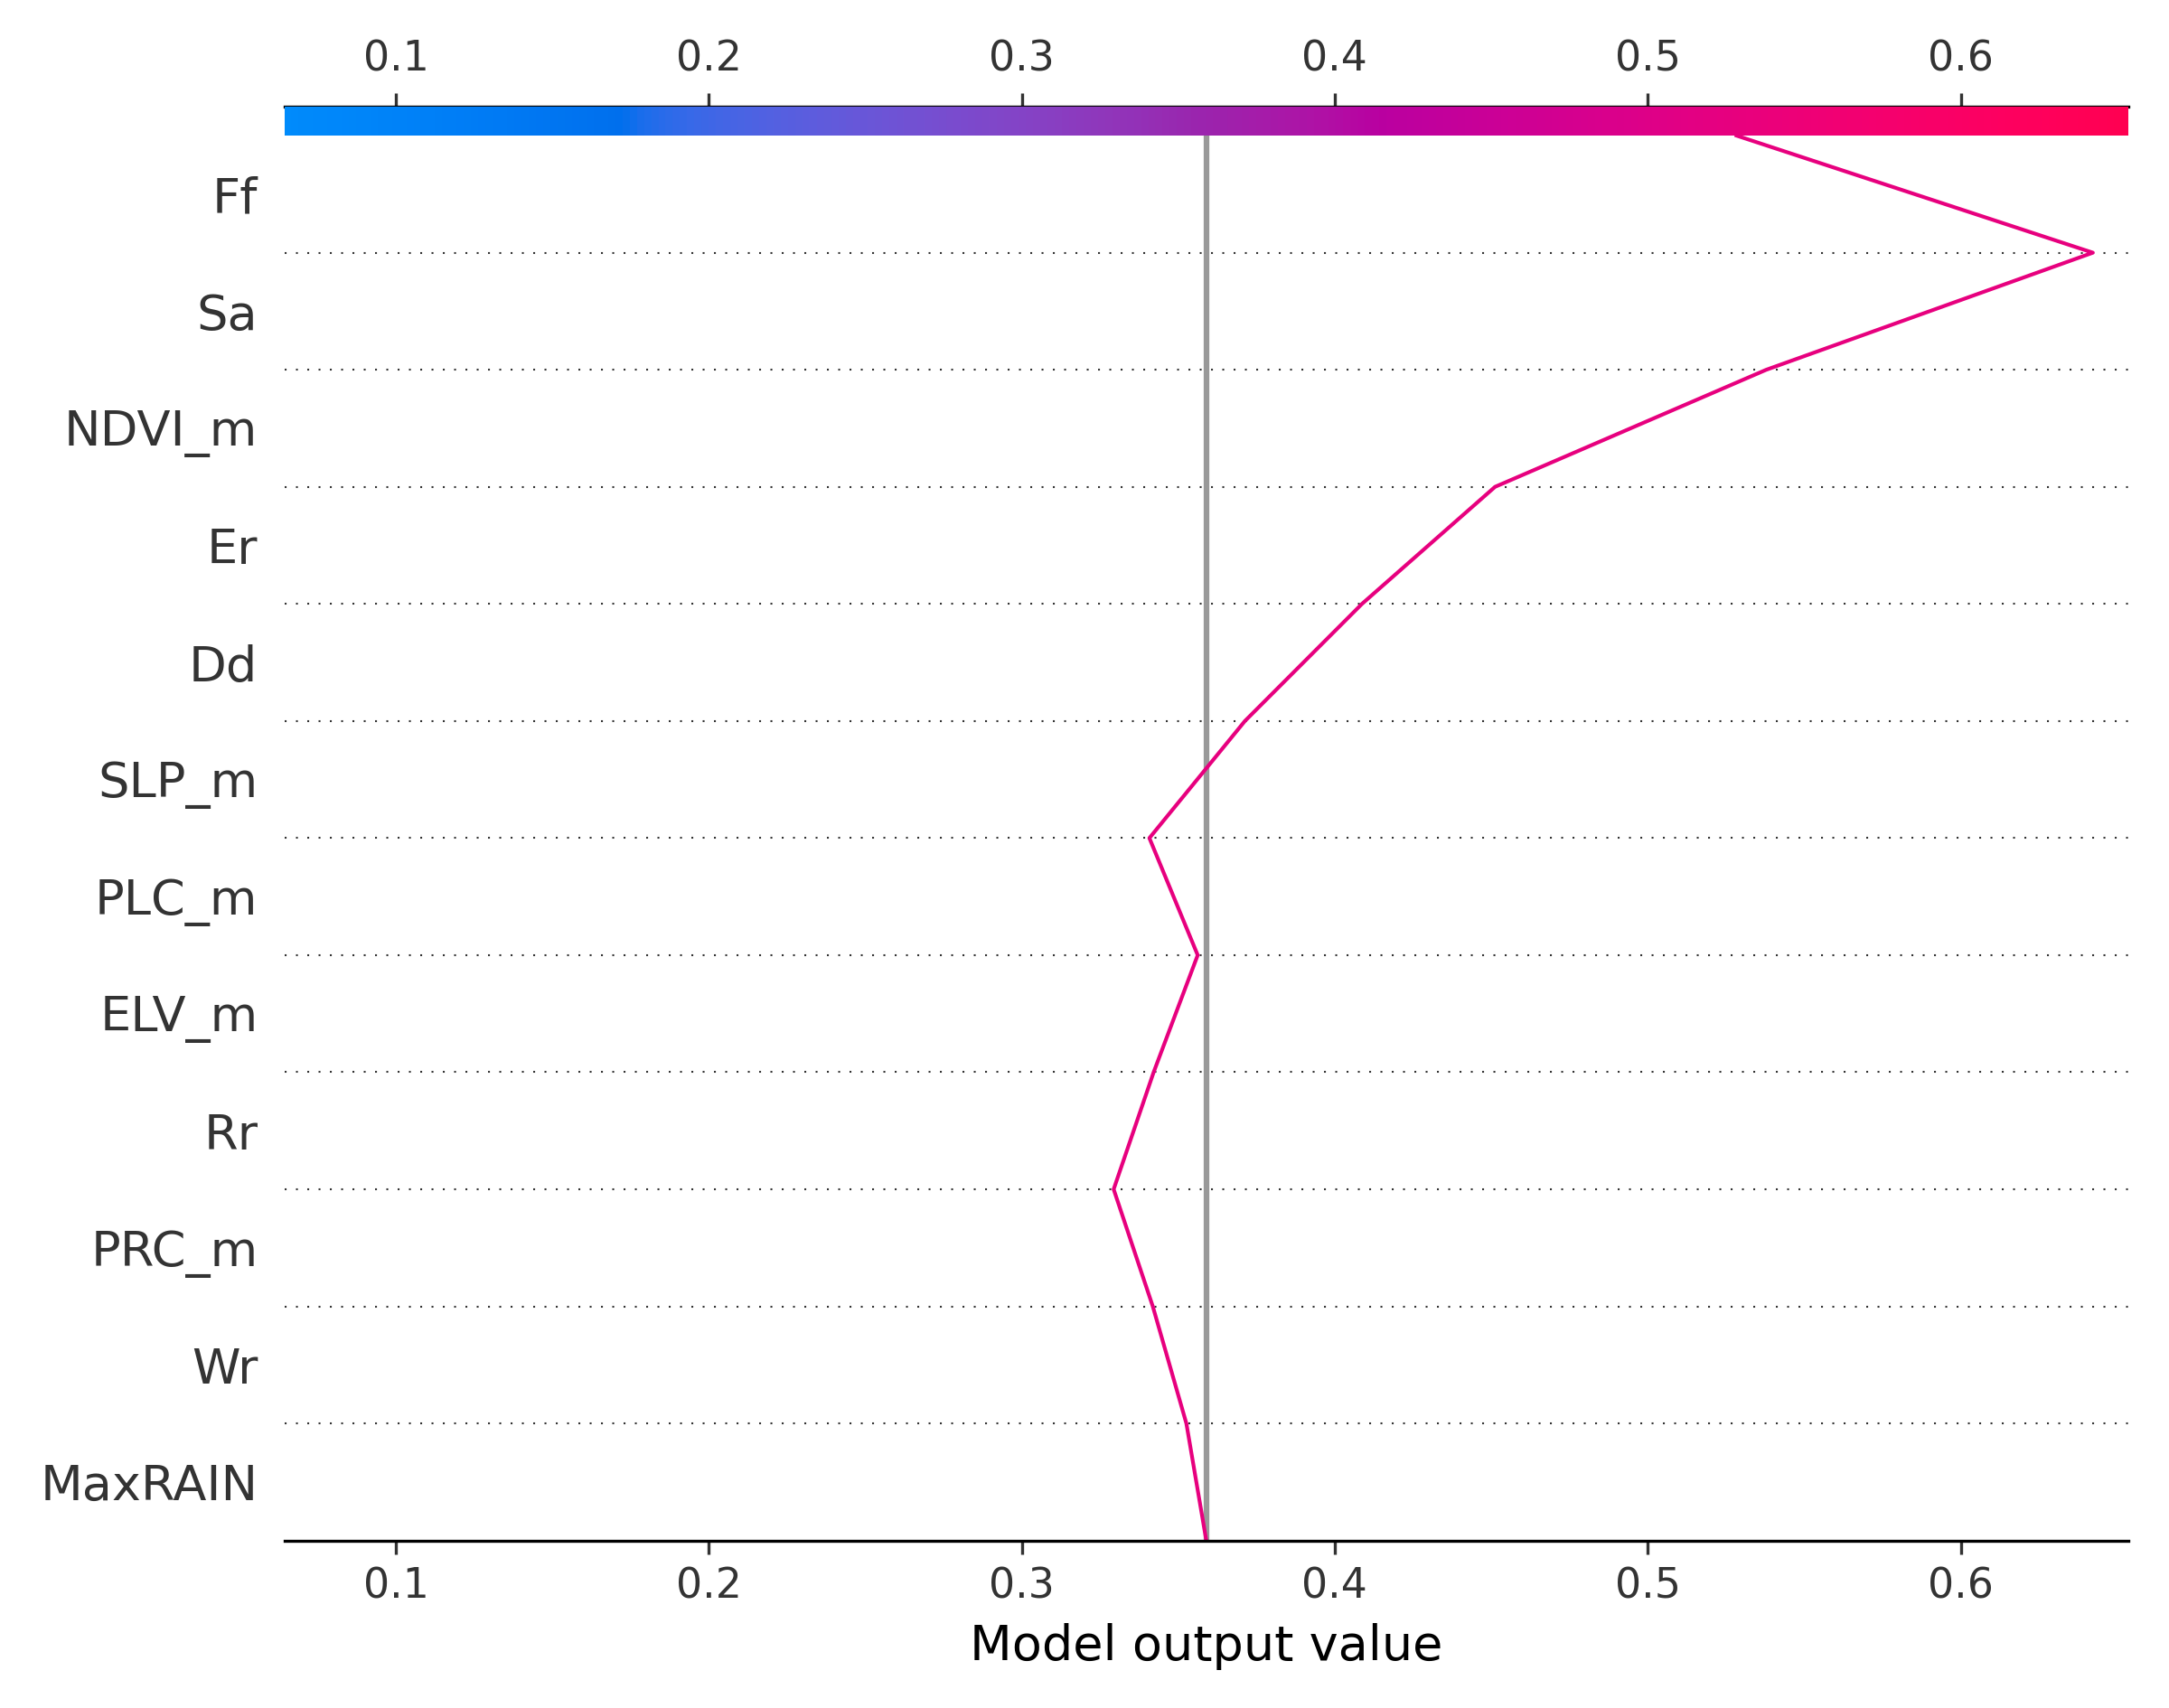 0.1 0.2 0.3 0.4 0.5 0.6
Ff
Sa
NDVI_m
Er
Dd
SLP_m
PLC_m
ELV_m
Rr
PRC_m
Wr
MaxRAIN
0.1 0.2 0.3 0.4 0.5 0.6
Model output value